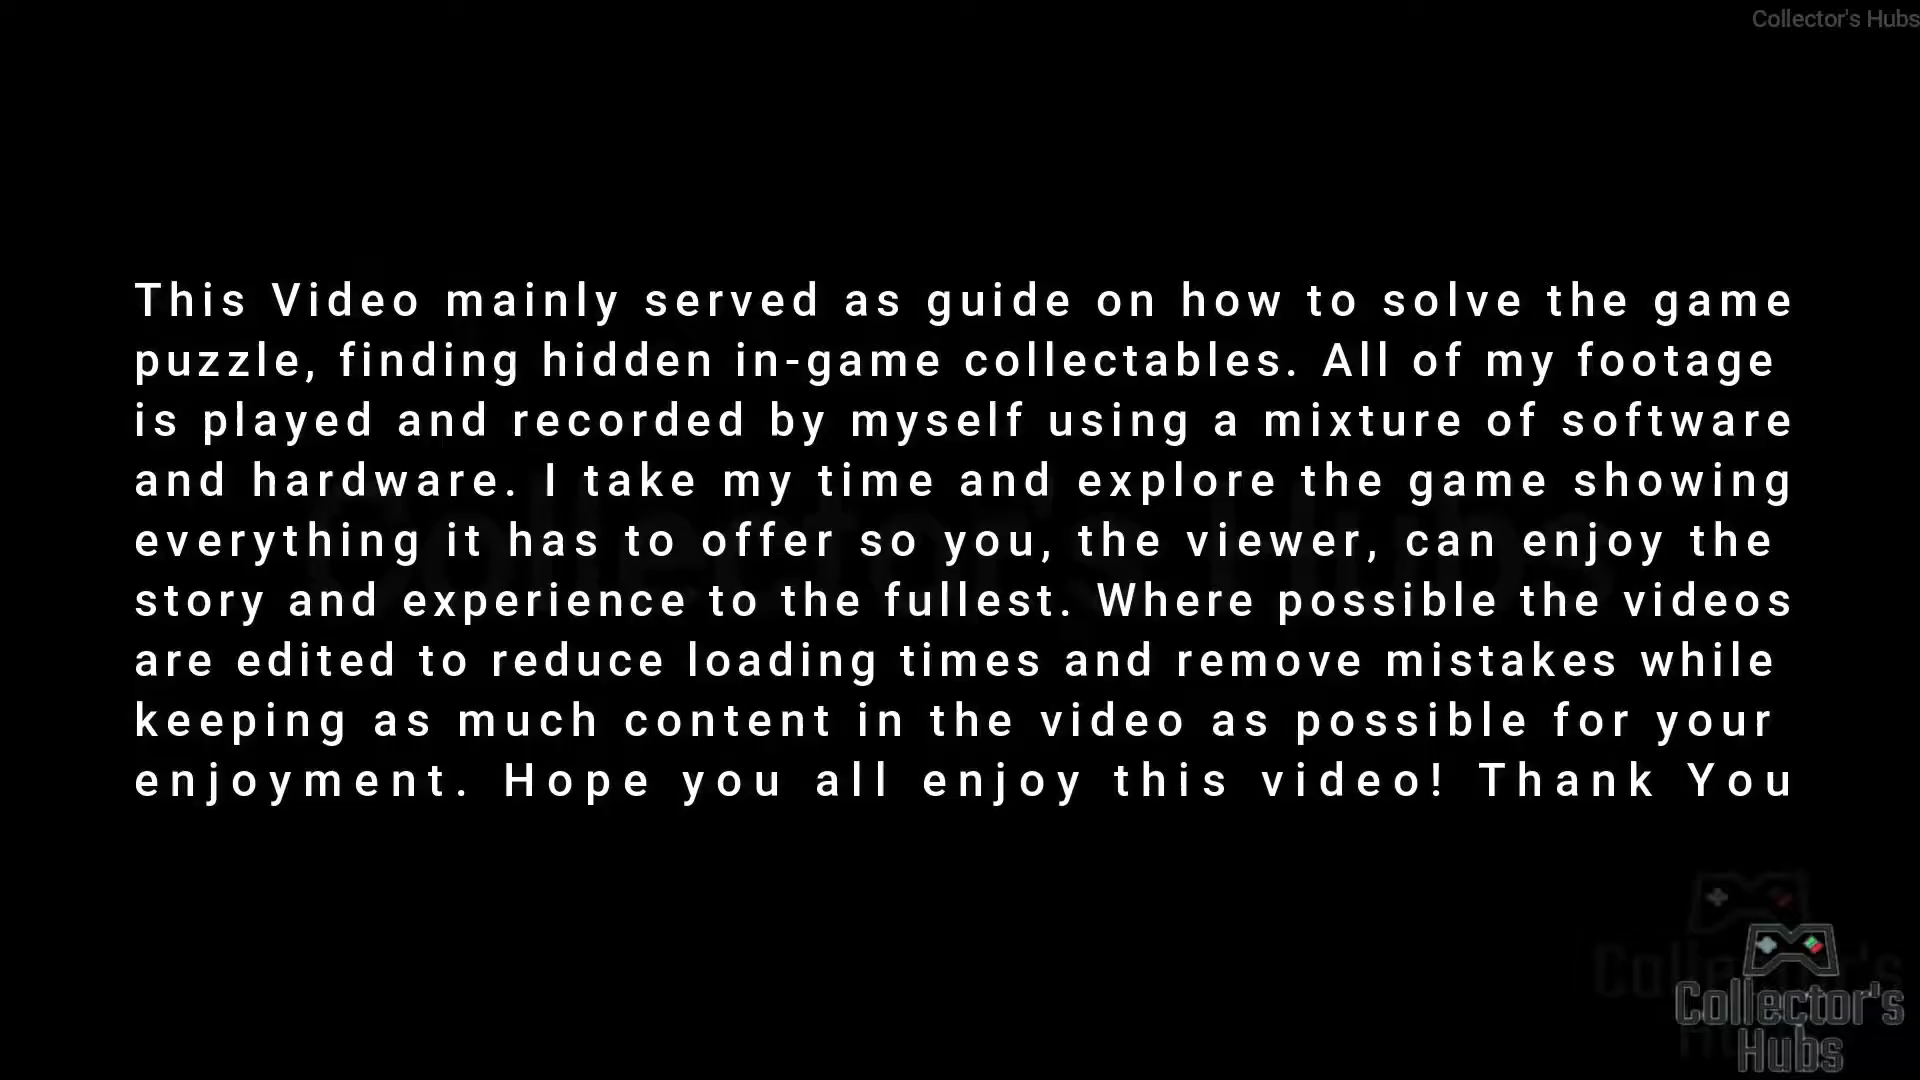 Collector's Hubs
This Video mainly served as guide on how to solve the game
puzzle, finding hidden in-game collectables. All of my footage
is played and recorded by myself using a mixture of software
and hardware. I take my time and explore the game showing
everything it has to offer so you, the viewer, can enjoy the
story and experience to the fullest. Where possible the videos
are edited to reduce loading times and remove mistakes while
keeping as much content in the video as possible for your
enjoyment. Hope you all enjoy this video! Thank You
Collector's Hubs
Collector's
Collector's
Hubs